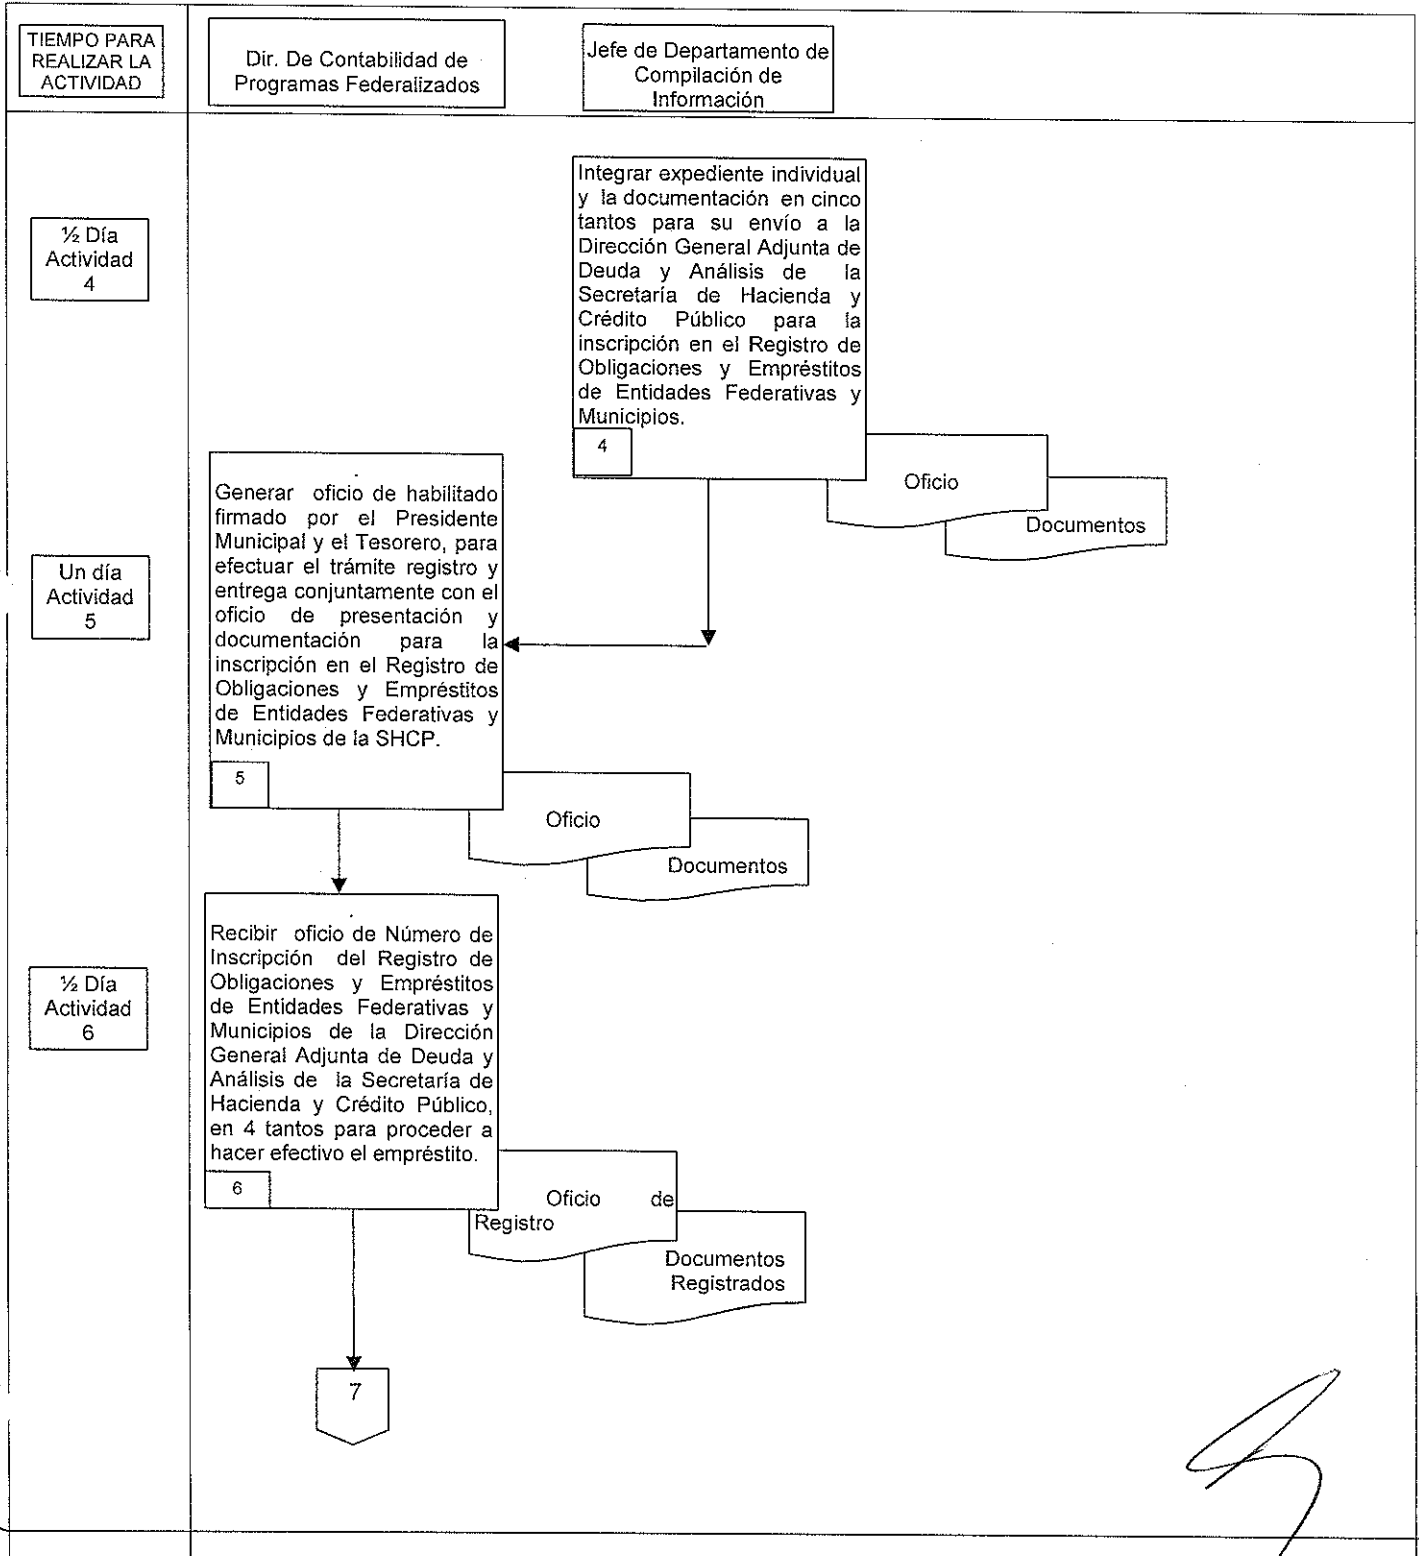 TIEMPO PARA
REALIZAR LA
ACTIVIDAD
Dir. De Contabilidad de
Programas Federalizados
Jefe de Departamento de
Compilación de
Información
½ Día
Actividad
4
Integrar expediente individual
y la documentación en cinco
tantos para su envío a la
Dirección General Adjunta de
Deuda y Análisis de la
Secretaría de Hacienda y
Crédito Público para la
inscripción en el Registro de
Obligaciones y Empréstitos
de Entidades Federativas y
Municipios.
4
Oficio
Documentos
Un día
Actividad
5
Generar oficio de habilitado
firmado por el Presidente
Municipal y el Tesorero, para
efectuar el trámite registro y
entrega conjuntamente con el
oficio de presentación y
documentación para la
inscripción en el Registro de
Obligaciones y Empréstitos
de Entidades Federativas y
Municipios de la SHCP.
5
Oficio
Documentos
½ Día
Actividad
6
Recibir oficio de Número de
Inscripción del Registro de
Obligaciones y Empréstitos
de Entidades Federativas y
Municipios de la Dirección
General Adjunta de Deuda y
Análisis de la Secretaría de
Hacienda y Crédito Público,
en 4 tantos para proceder a
hacer efectivo el empréstito.
6
Oficio de
Registro
Documentos
Registrados
7